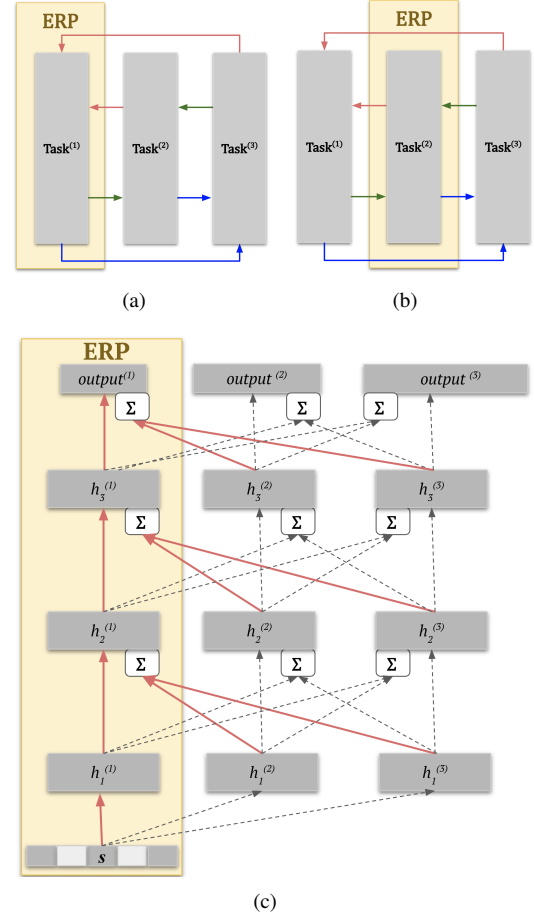 ERP
ERP
Task⁽¹⁾ Task⁽²⁾ Task⁽³⁾
Task⁽¹⁾ Task⁽²⁾ Task⁽³⁾
(a)
(b)
ERP
output⁽¹⁾ output⁽²⁾ output⁽³⁾
Σ Σ Σ
h₃⁽¹⁾ h₃⁽²⁾ h₃⁽³⁾
Σ Σ Σ
h₂⁽¹⁾ h₂⁽²⁾ h₂⁽³⁾
Σ Σ Σ
h₁⁽¹⁾ h₁⁽²⁾ h₁⁽³⁾
s
(c)